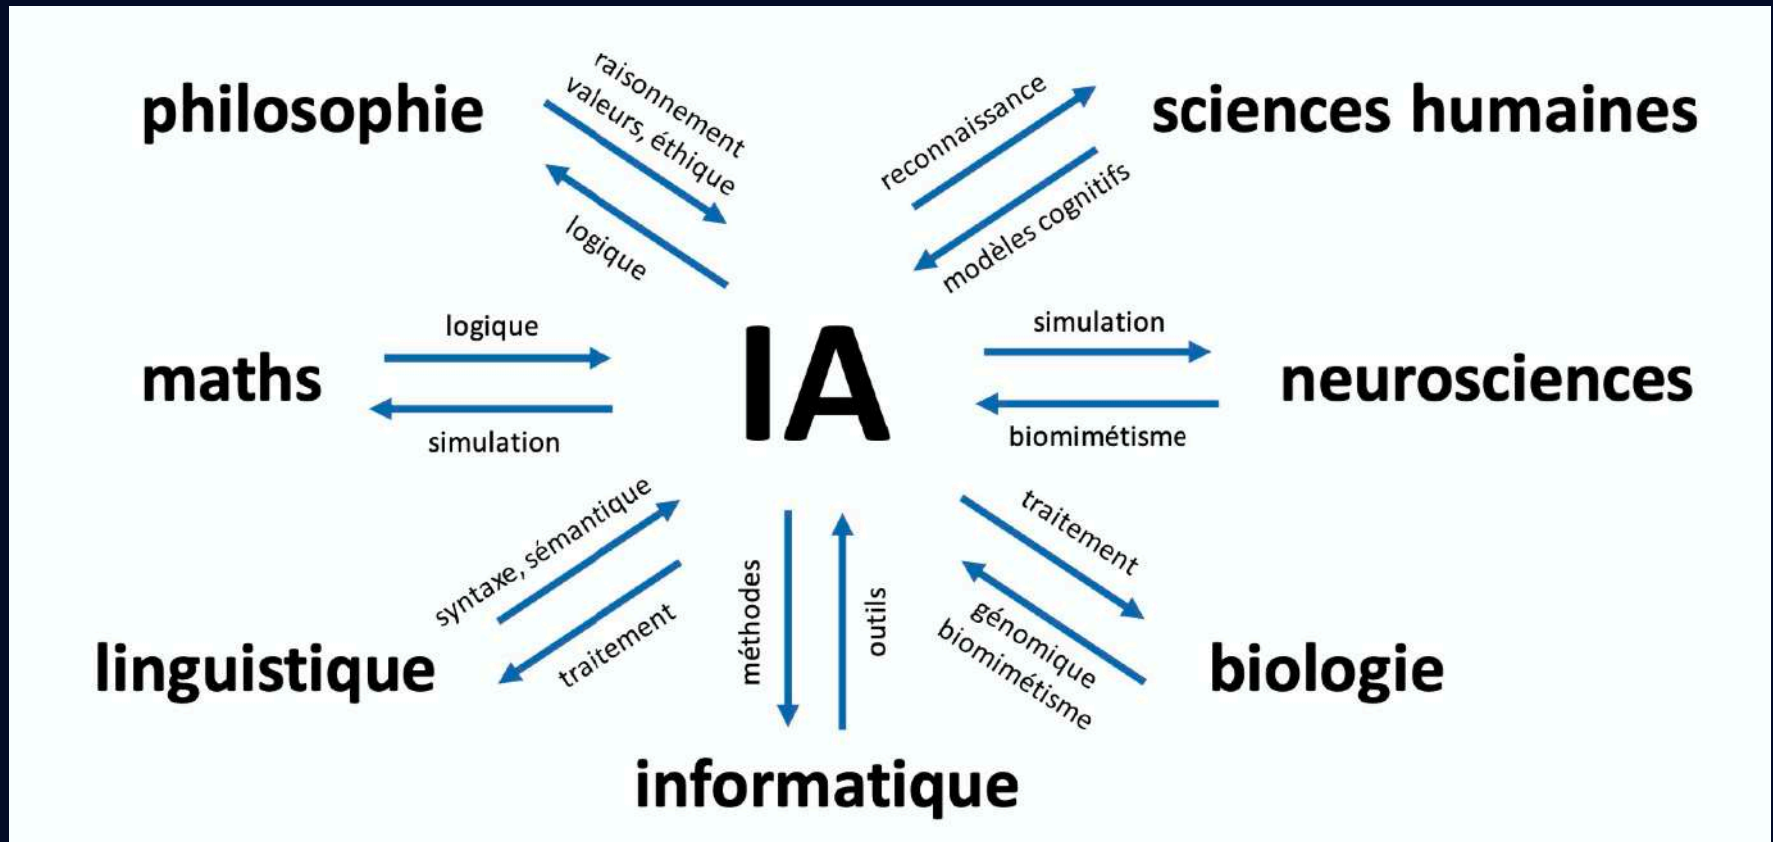 raisonnement
valeurs, éthique
philosophie
logique
reconnaissance
sciences humaines
modèles cognitifs
logique
maths
simulation
IA
simulation
neurosciences
biomimétisme
syntaxe, sémantique
linguistique
traitement
méthodes
outils
informatique
traitement
génomique
biomimétisme
biologie